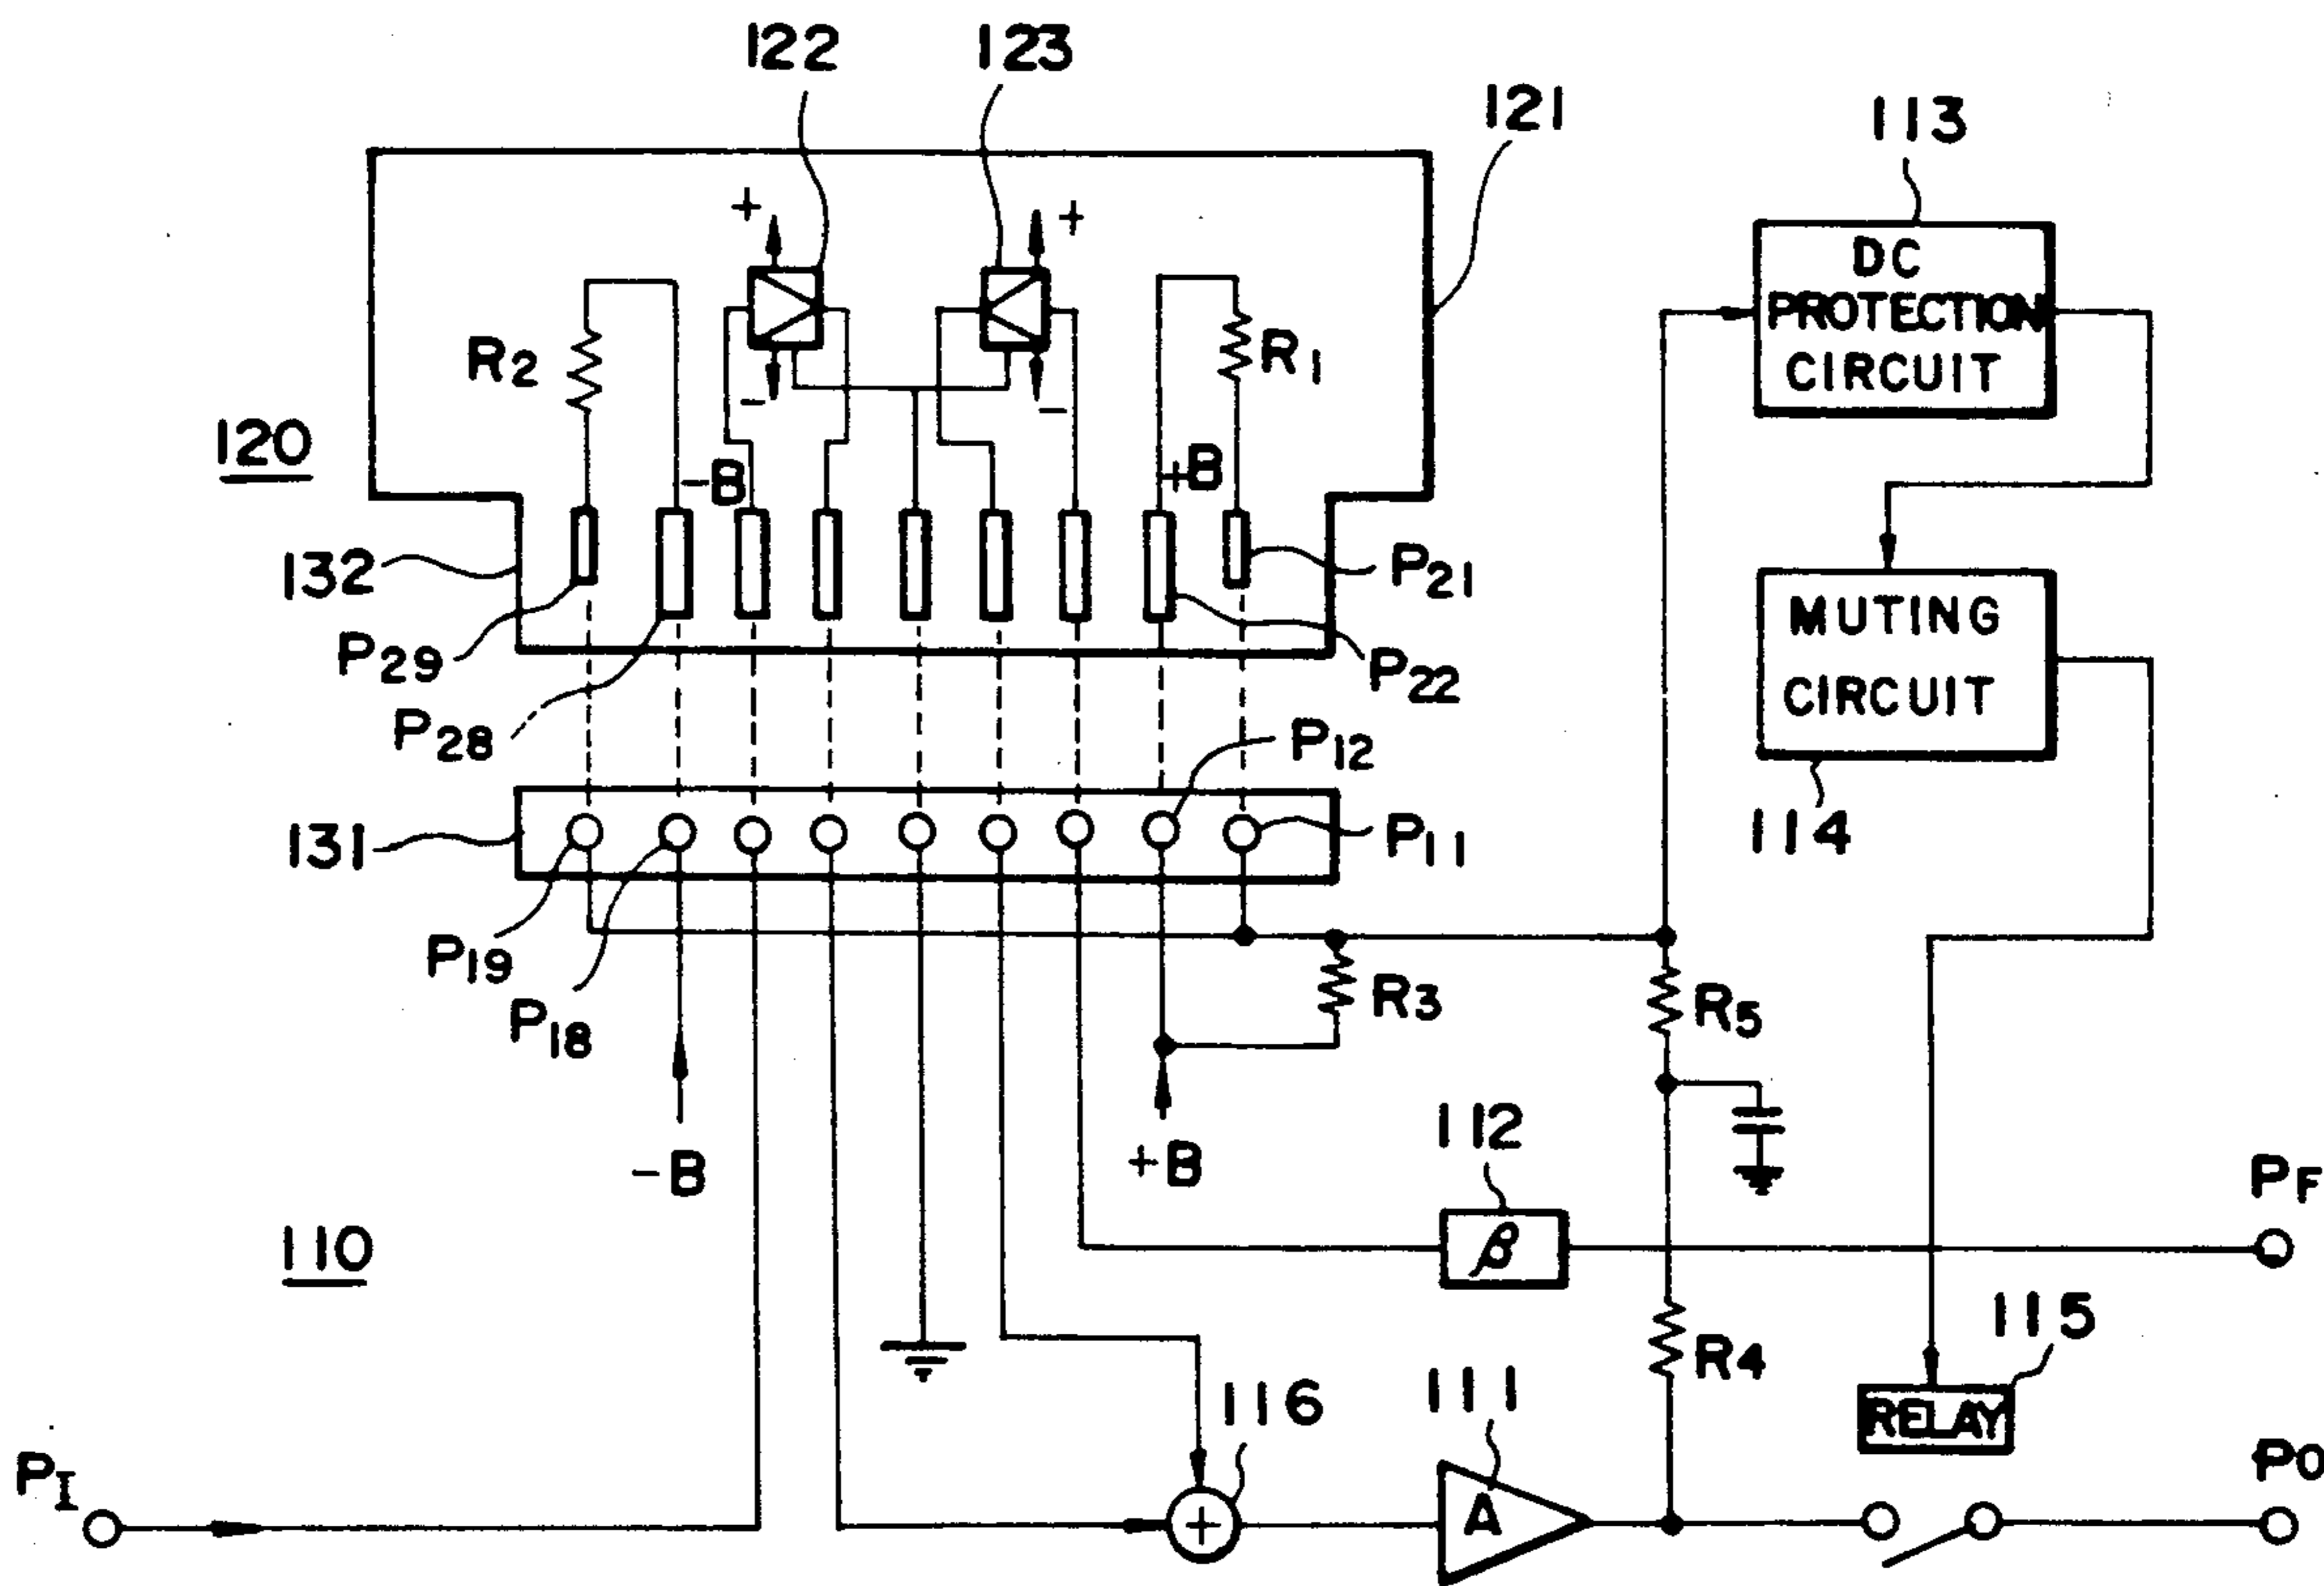 122
123
121
113
+
+
DC
PROTECTION
CIRCUIT
R2
R1
-
-
120
-B
+B
132
P21
MUTING
CIRCUIT
P29
P22
P28
P12
114
131
P11
P19
R3
R5
P18
112
-B
+B
PF
β
110
115
R4
111
116
RELAY
PI
PO
+
A